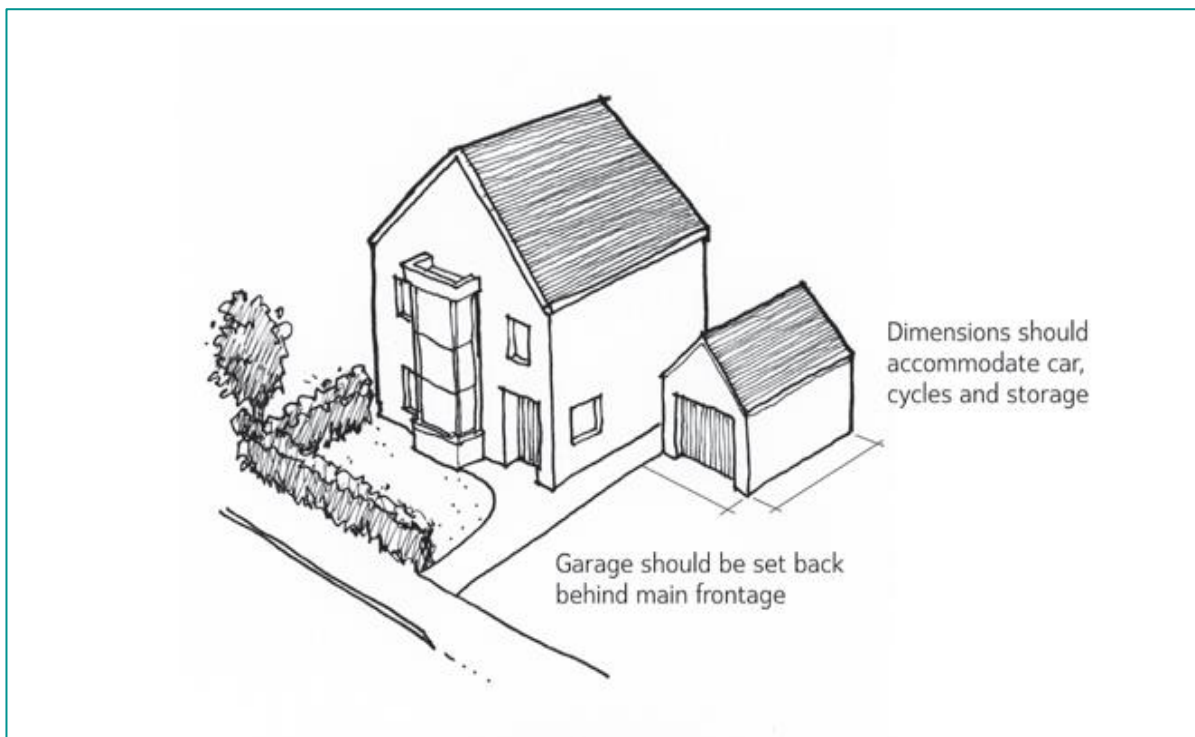 Dimensions should
accommodate car,
cycles and storage
Garage should be set back
behind main frontage